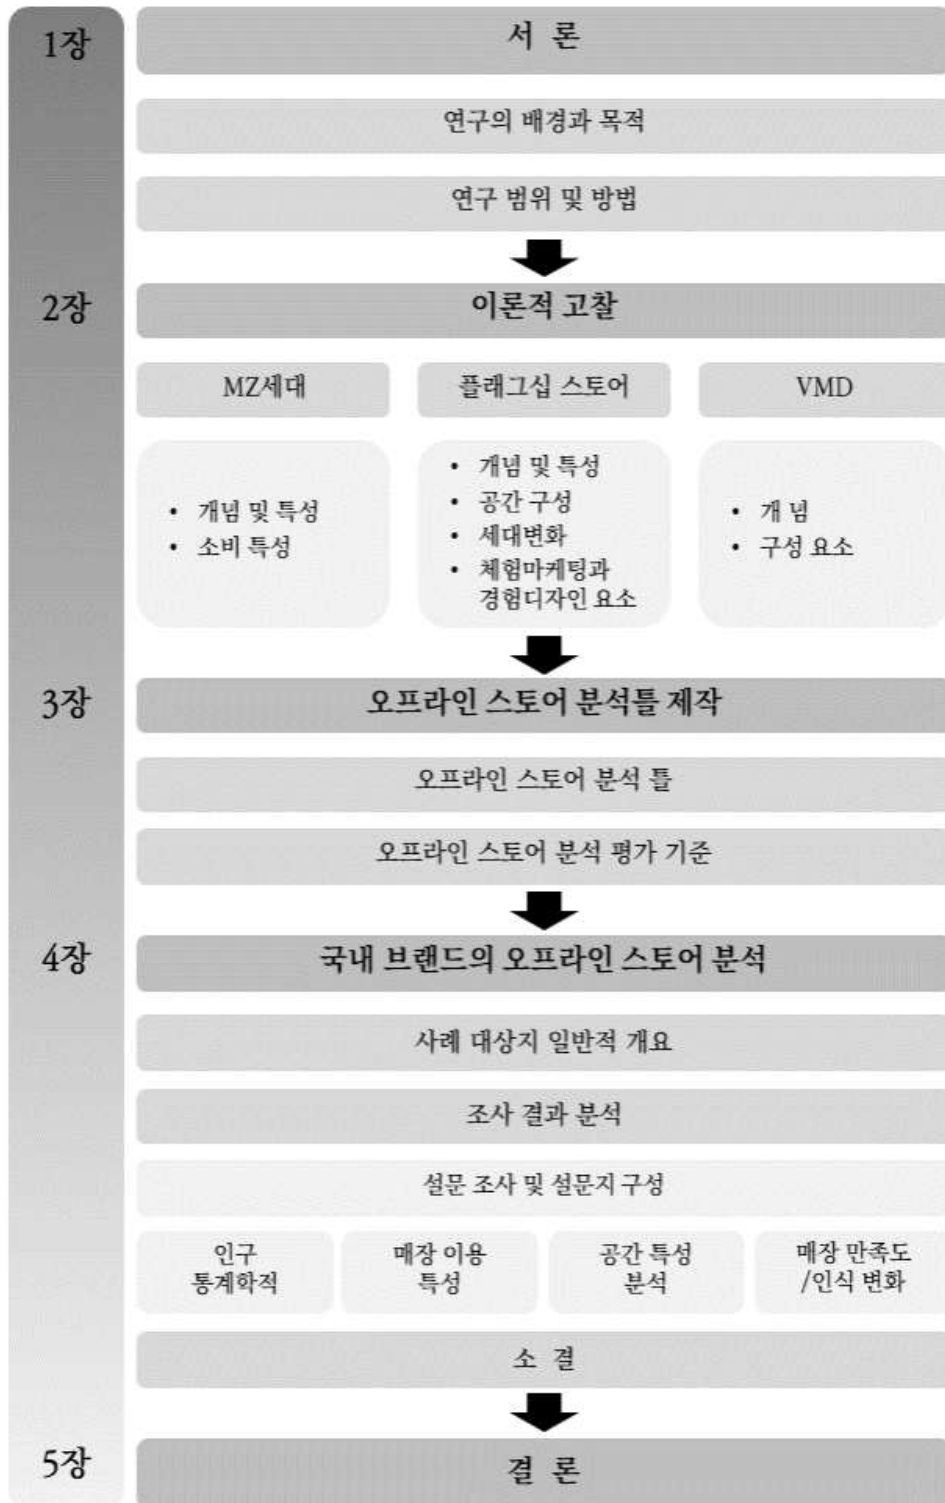 1장
서 론
연구의 배경과 목적
연구 범위 및 방법
2장
이론적 고찰
MZ세대
플래그십 스토어
VMD
• 개념 및 특성
• 소비 특성
• 개념 및 특성
• 공간 구성
• 세대변화
• 체험마케팅과
경험디자인 요소
• 개 념
• 구성 요소
3장
오프라인 스토어 분석틀 제작
오프라인 스토어 분석 틀
오프라인 스토어 분석 평가 기준
4장
국내 브랜드의 오프라인 스토어 분석
사례 대상지 일반적 개요
조사 결과 분석
설문 조사 및 설문지 구성
인구
통계학적
매장 이용
특성
공간 특성
분석
매장 만족도
/인식 변화
소 결
5장
결 론